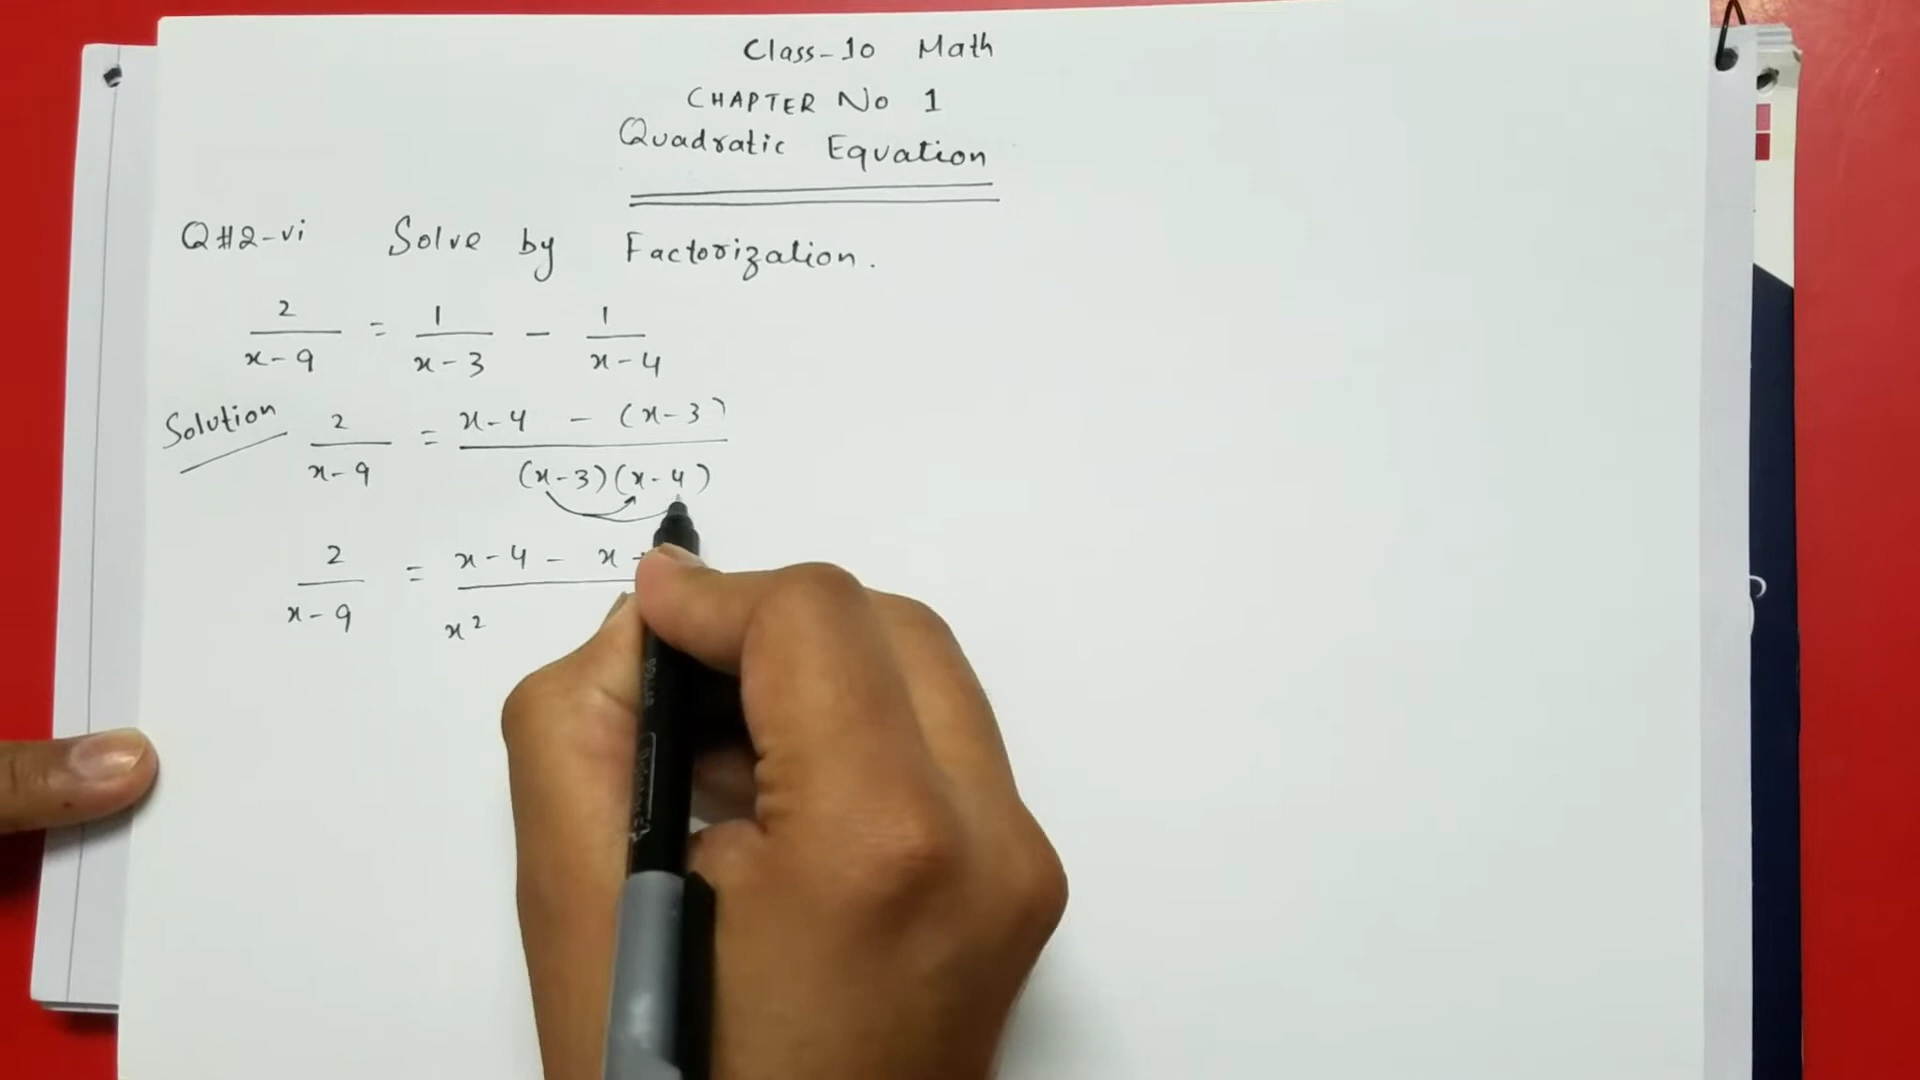 Class-10 Math
CHAPTER No 1
Quadratic Equation
Q#2-vi Solve by Factorization.
2/(x-9) = 1/(x-3) - 1/(x-4)
Solution 2/(x-9) = (x-4 - (x-3))/((x-3)(x-4))
2/(x-9) = x-4 - x
x²